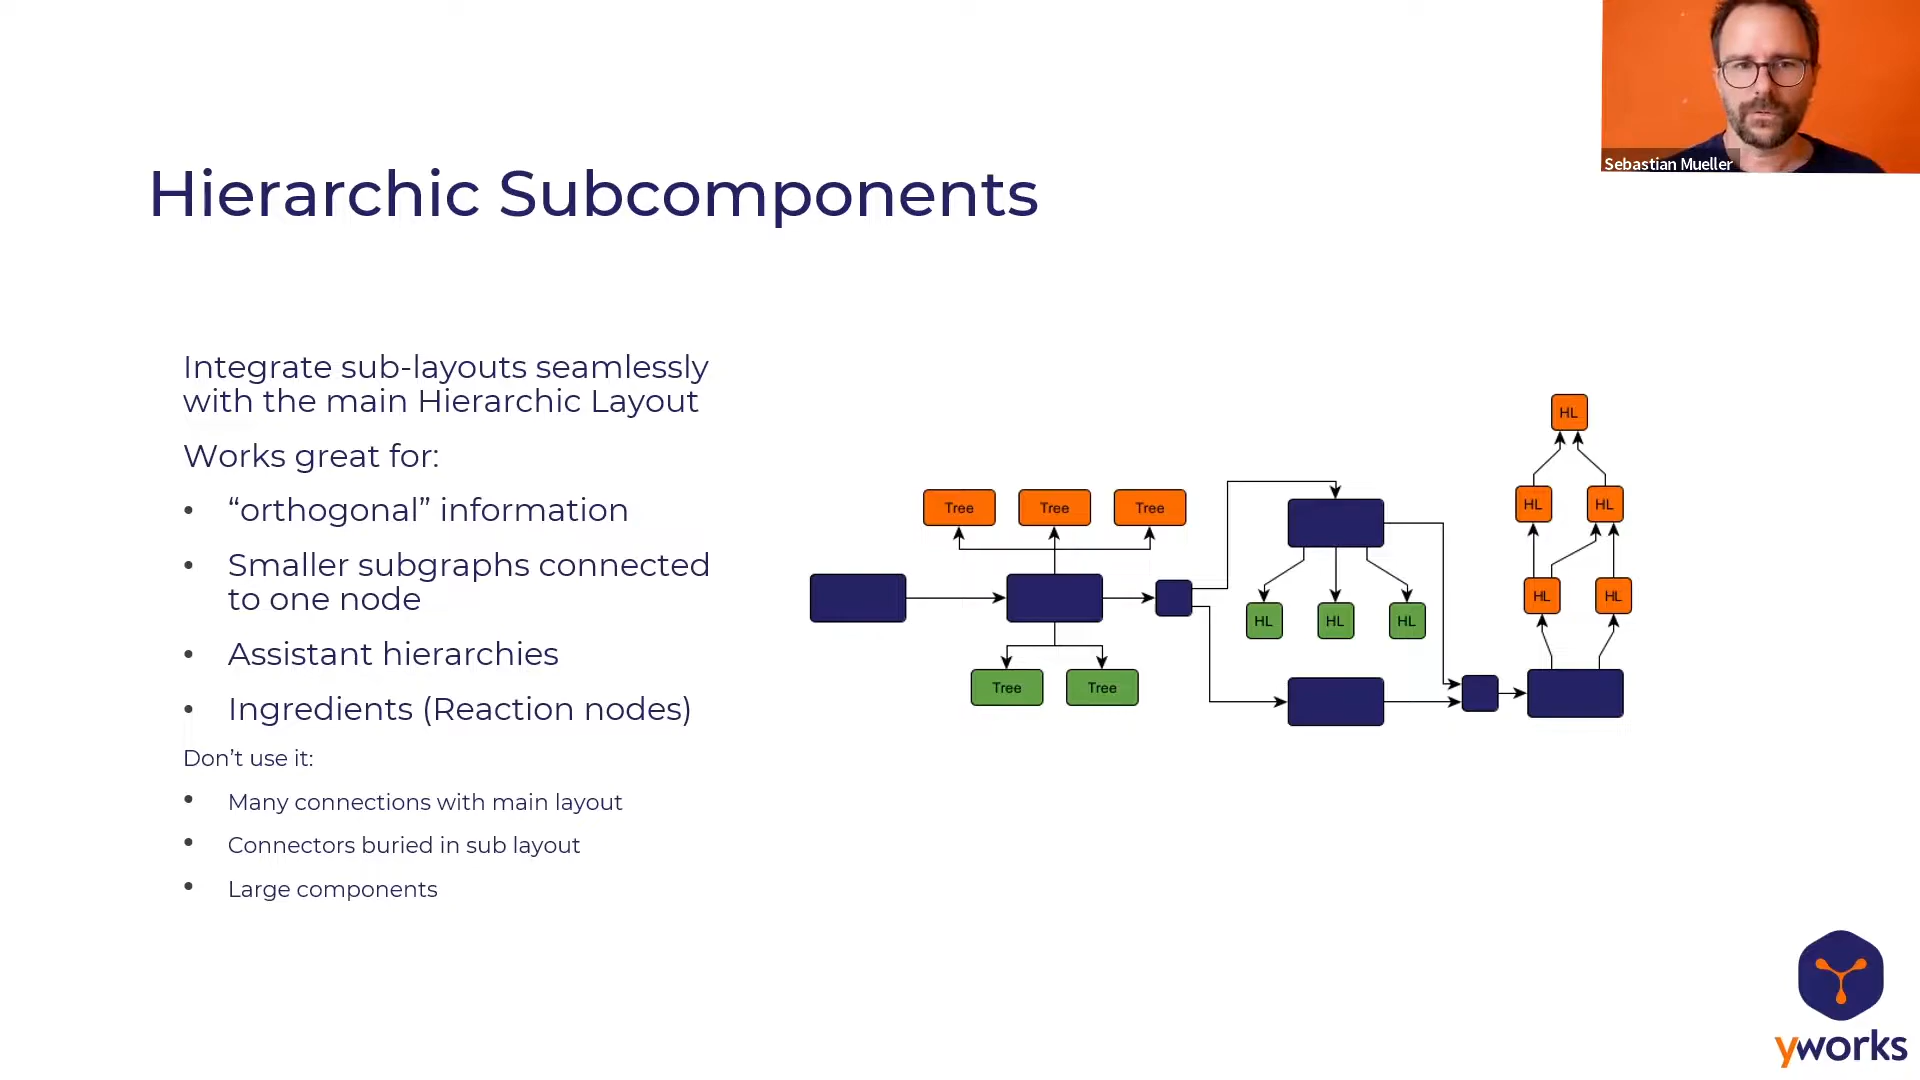 Sebastian Mueller
Hierarchic Subcomponents
Integrate sub-layouts seamlessly
with the main Hierarchic Layout
Works great for:
• “orthogonal” information
• Smaller subgraphs connected
to one node
• Assistant hierarchies
• Ingredients (Reaction nodes)
Don’t use it:
• Many connections with main layout
• Connectors buried in sub layout
• Large components
HL
Tree Tree Tree
HL HL
HL HL
HL HL HL
Tree Tree
yworks